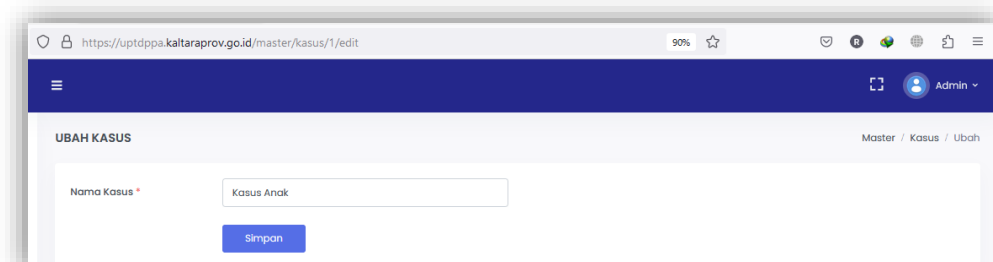 https://uptdppa.kaltaraprov.go.id/master/kasus/1/edit 90% R
Admin
UBAH KASUS Master / Kasus / Ubah
Nama Kasus * Kasus Anak
Simpan